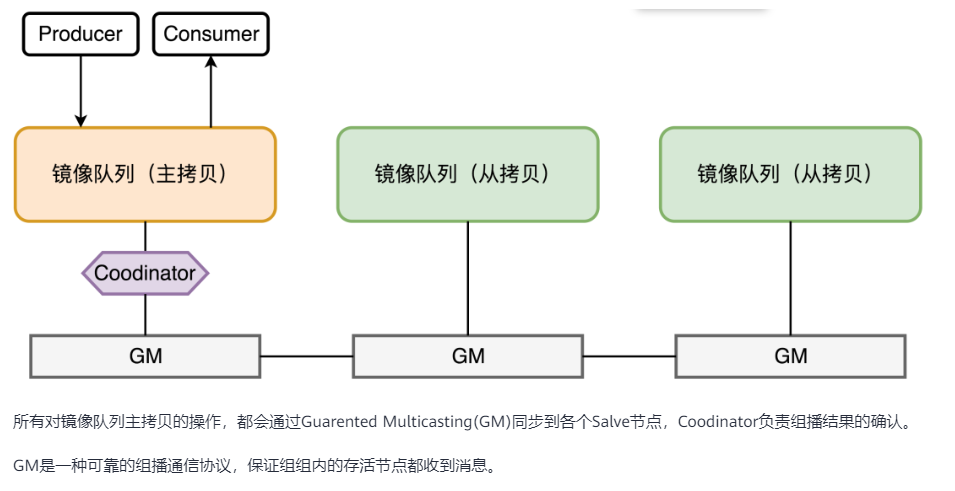 Producer
Consumer
镜像队列（主拷贝）
镜像队列（从拷贝）
镜像队列（从拷贝）
Coodinator
GM
GM
GM
所有对镜像队列主拷贝的操作，都会通过Guarented Multicasting(GM)同步到各个Salve节点，Coodinator负责组播结果的确认。
GM是一种可靠的组播通信协议，保证组组内的存活节点都收到消息。